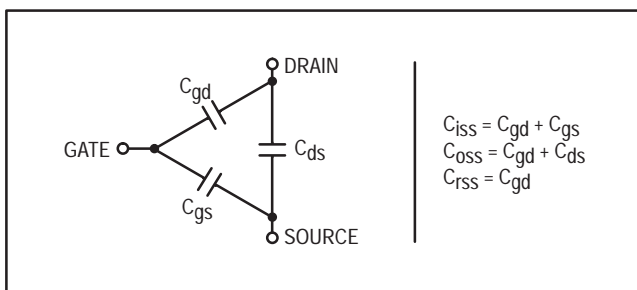 DRAIN
Cgd
GATE
Cds
Cgs
SOURCE
Ciss = Cgd + Cgs
Coss = Cgd + Cds
Crss = Cgd